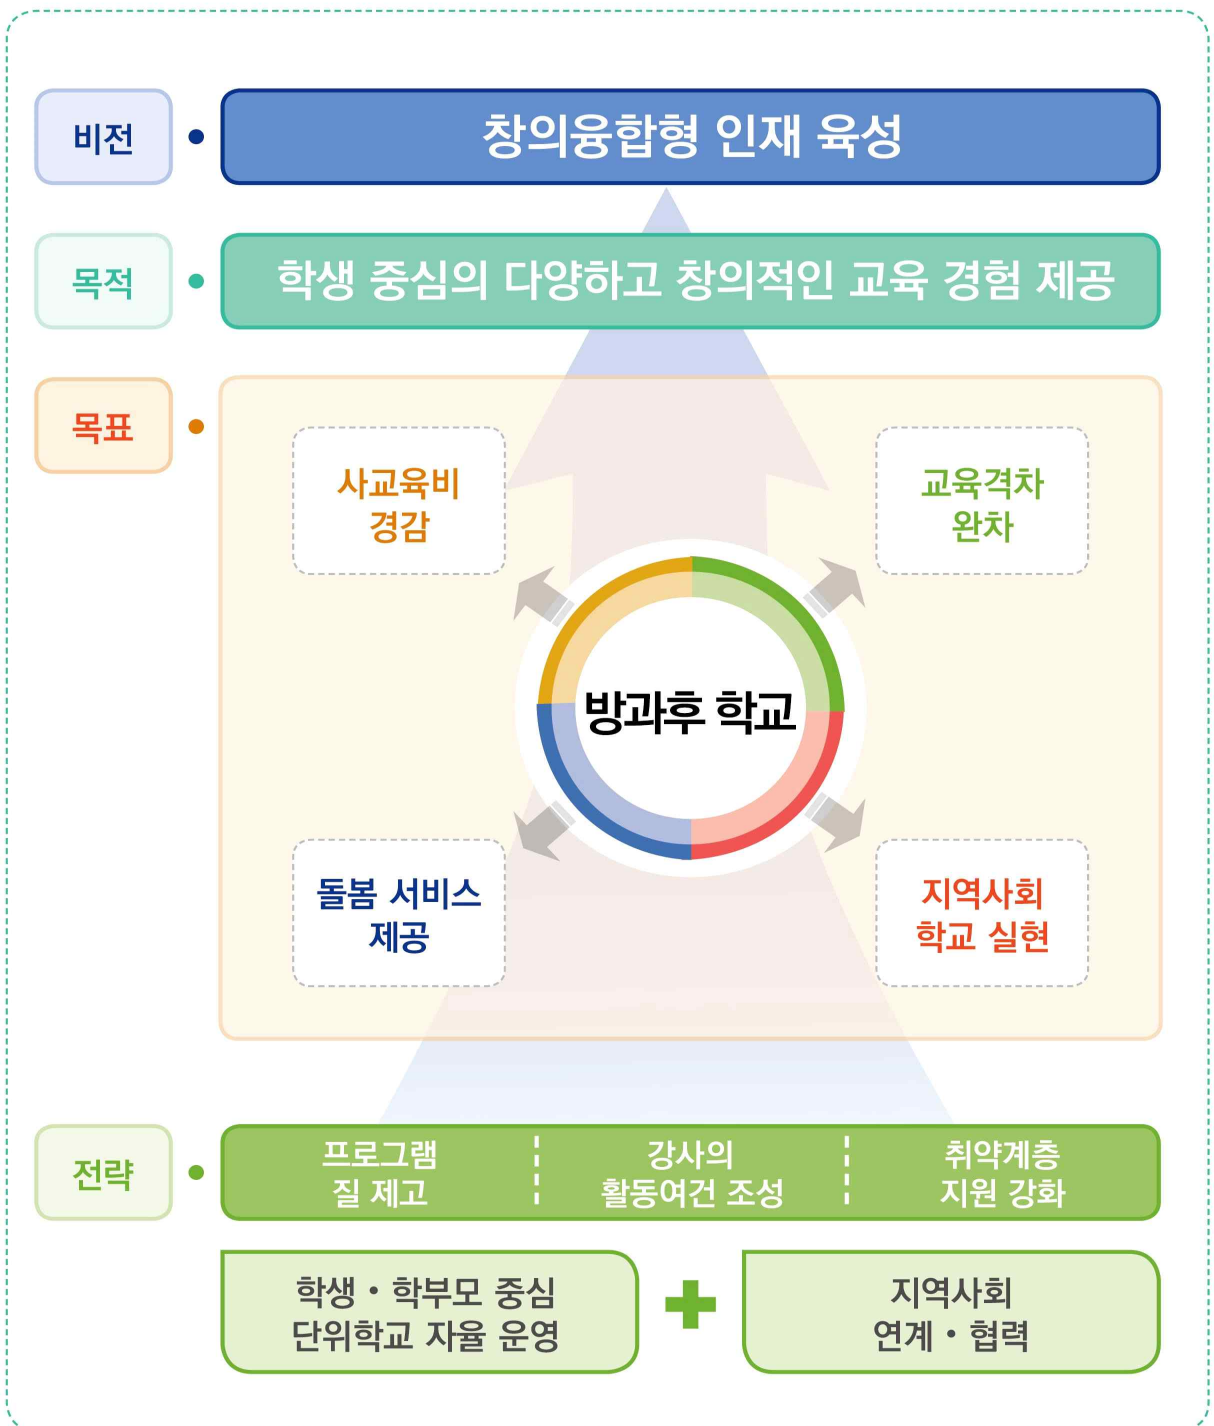 비전
창의융합형 인재 육성
목적
학생 중심의 다양하고 창의적인 교육 경험 제공
목표
사교육비
경감
교육격차
완차
방과후 학교
돌봄 서비스
제공
지역사회
학교 실현
전략
프로그램
질 제고
강사의
활동여건 조성
취약계층
지원 강화
학생 • 학부모 중심
단위학교 자율 운영
지역사회
연계 • 협력